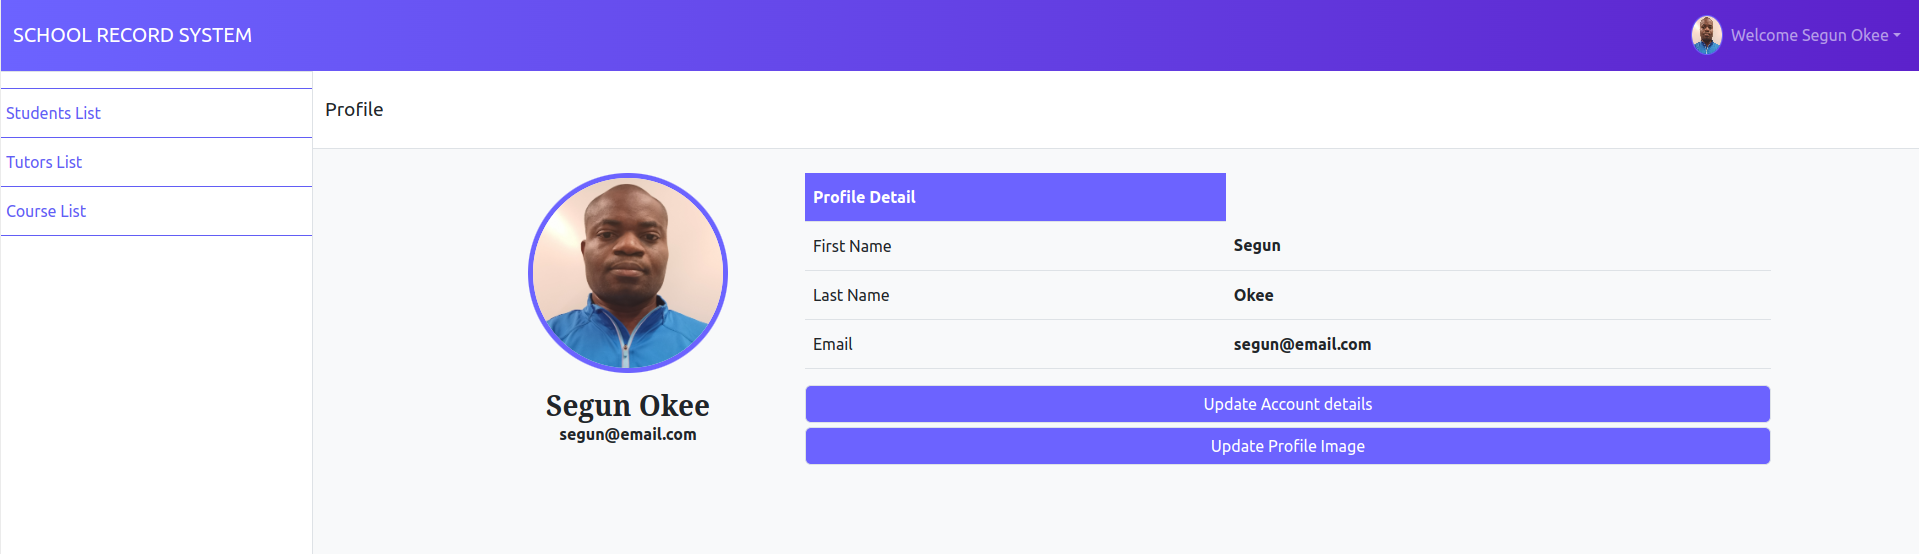 SCHOOL RECORD SYSTEM
Welcome Segun Okee
Students List
Tutors List
Course List
Profile
Segun Okee
segun@email.com
Profile Detail
First Name Segun
Last Name Okee
Email segun@email.com
Update Account details
Update Profile Image